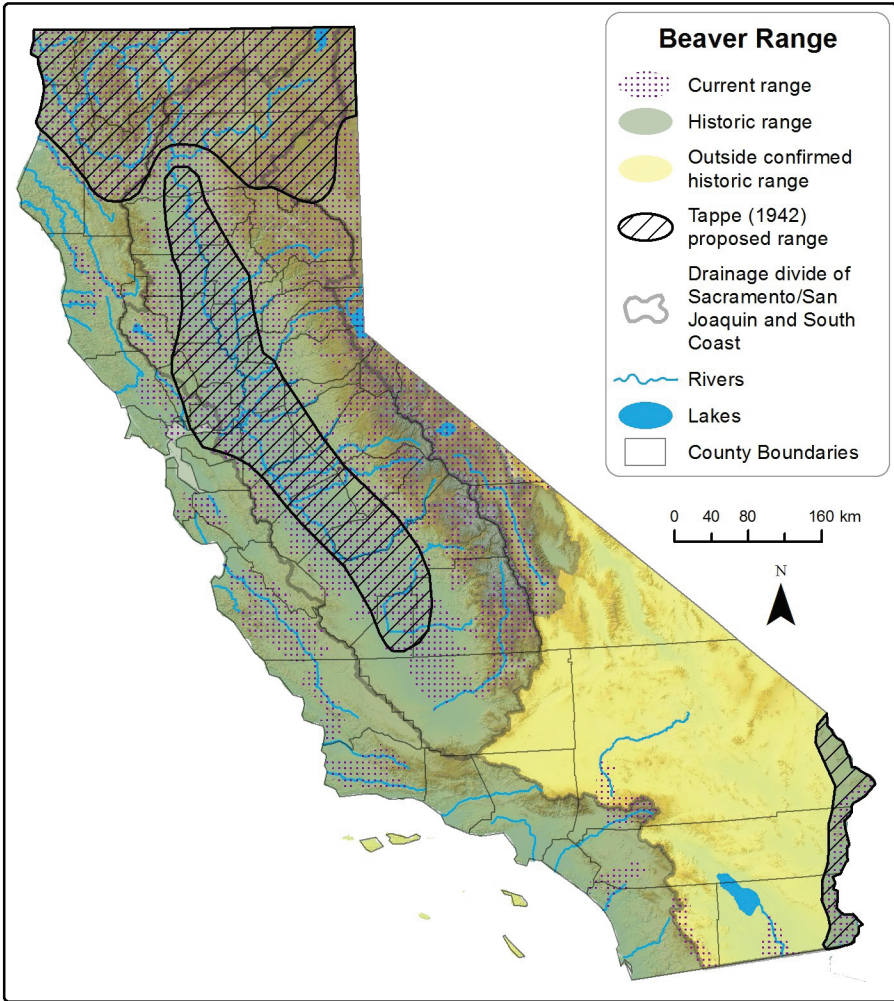 Beaver Range
Current range
Historic range
Outside confirmed
historic range
Tappe (1942)
proposed range
Drainage divide of
Sacramento/San
Joaquin and South
Coast
Rivers
Lakes
County Boundaries
0 40 80 160 km
N